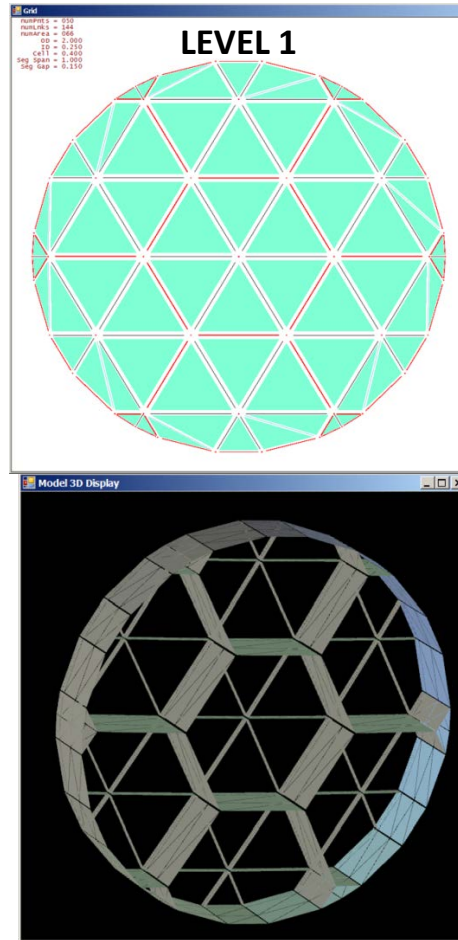 Grid
LEVEL 1
numPnts = 050
numLnks = 144
numArea = 066
OD = 2.000
ID = 0.250
Cell = 0.400
Seg Span = 1.000
Seg Gap = 0.150
Model 3D Display